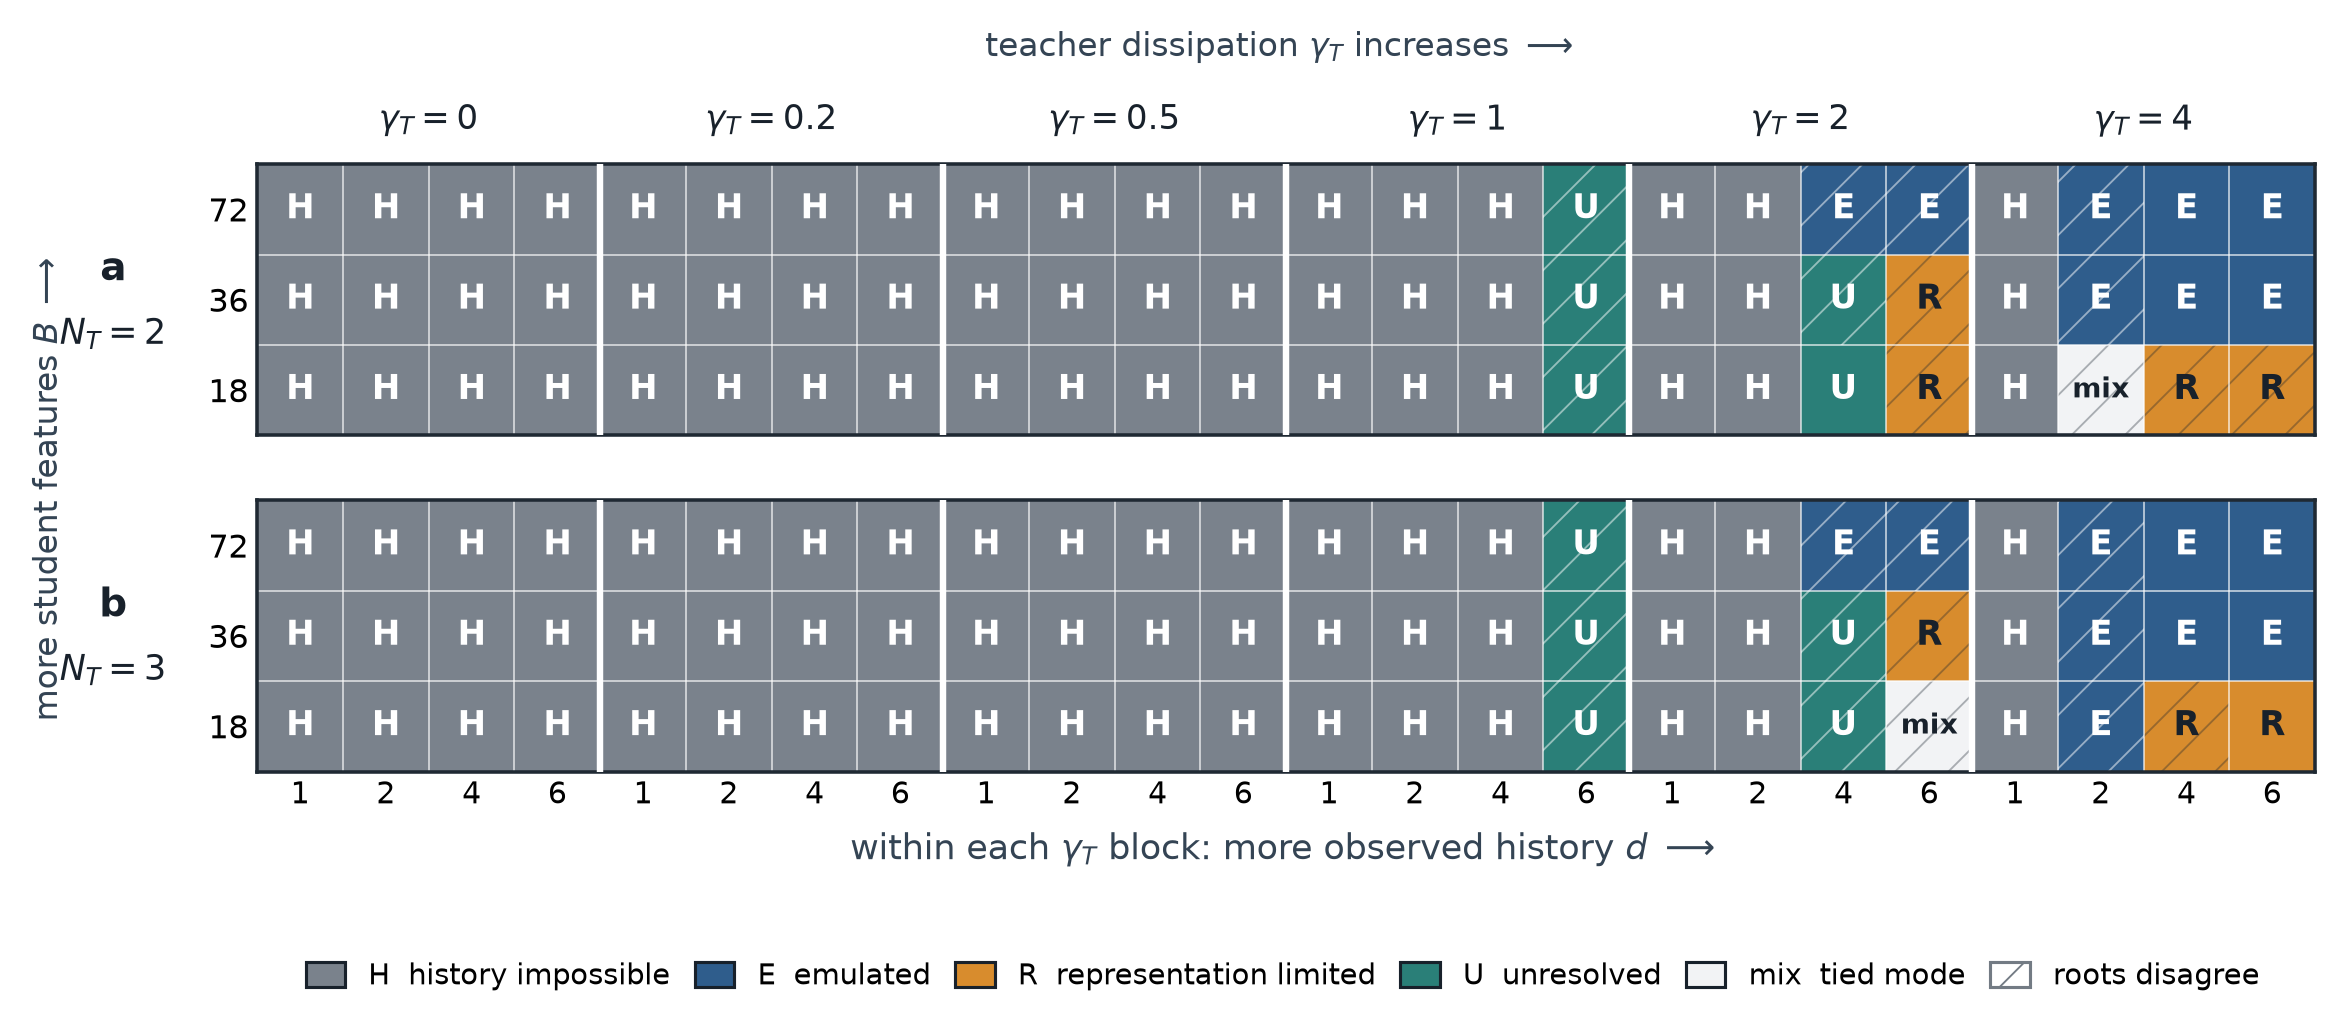 teacher dissipation γ_T increases ⟶
γ_T = 0 γ_T = 0.2 γ_T = 0.5 γ_T = 1 γ_T = 2 γ_T = 4
more student features B ⟶
a
N_T = 2
72 H H H H H H H H H H H H H H H U H H E E H E E E
36 H H H H H H H H H H H H H H H U H H U R H E E E
18 H H H H H H H H H H H H H H H U H H U R H mix R R
b
N_T = 3
72 H H H H H H H H H H H H H H H U H H E E H E E E
36 H H H H H H H H H H H H H H H U H H U R H E E E
18 H H H H H H H H H H H H H H H U H H U mix H E R R
1 2 4 6 1 2 4 6 1 2 4 6 1 2 4 6 1 2 4 6 1 2 4 6
within each γ_T block: more observed history d ⟶
H history impossible E emulated R representation limited U unresolved mix tied mode roots disagree